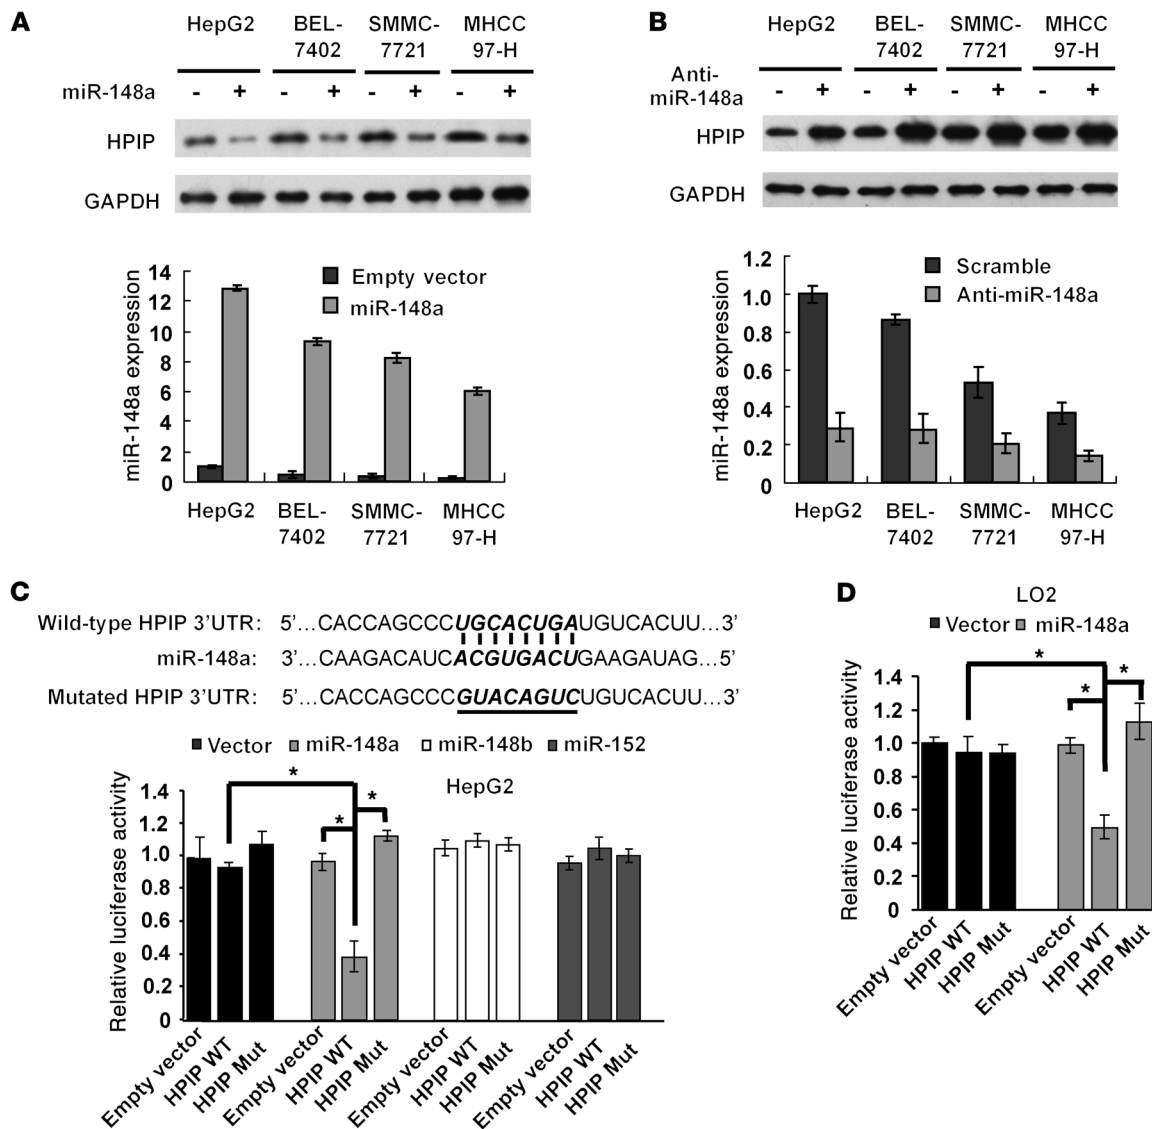 A
HepG2 BEL-7402 SMMC-7721 MHCC 97-H
miR-148a - + - + - + - +
HPIP
GAPDH
miR-148a expression
14
12
10
8
6
4
2
0
Empty vector
miR-148a
HepG2 BEL-7402 SMMC-7721 MHCC 97-H
B
HepG2 BEL-7402 SMMC-7721 MHCC 97-H
Anti-miR-148a - + - + - + - +
HPIP
GAPDH
miR-148a expression
1.2
1.0
0.8
0.6
0.4
0.2
0
Scramble
Anti-miR-148a
HepG2 BEL-7402 SMMC-7721 MHCC 97-H
C
Wild-type HPIP 3'UTR: 5'...CACCAGCCCUGCACUGAUGUCACUU...3'
miR-148a: 3'...CAAGACAUCACGUGACUGAAGAUAG...5'
Mutated HPIP 3'UTR: 5'...CACCAGCCCGUACAGUCUGUCACUU...3'
Vector miR-148a miR-148b miR-152
HepG2
Relative luciferase activity
1.4
1.2
1.0
0.8
0.6
0.4
0.2
0
* * *
Empty vector HPIP WT HPIP Mut Empty vector HPIP WT HPIP Mut Empty vector HPIP WT HPIP Mut Empty vector HPIP WT HPIP Mut
D
LO2
Vector miR-148a
Relative luciferase activity
1.4
1.2
1.0
0.8
0.6
0.4
0.2
0
* * *
Empty vector HPIP WT HPIP Mut Empty vector HPIP WT HPIP Mut